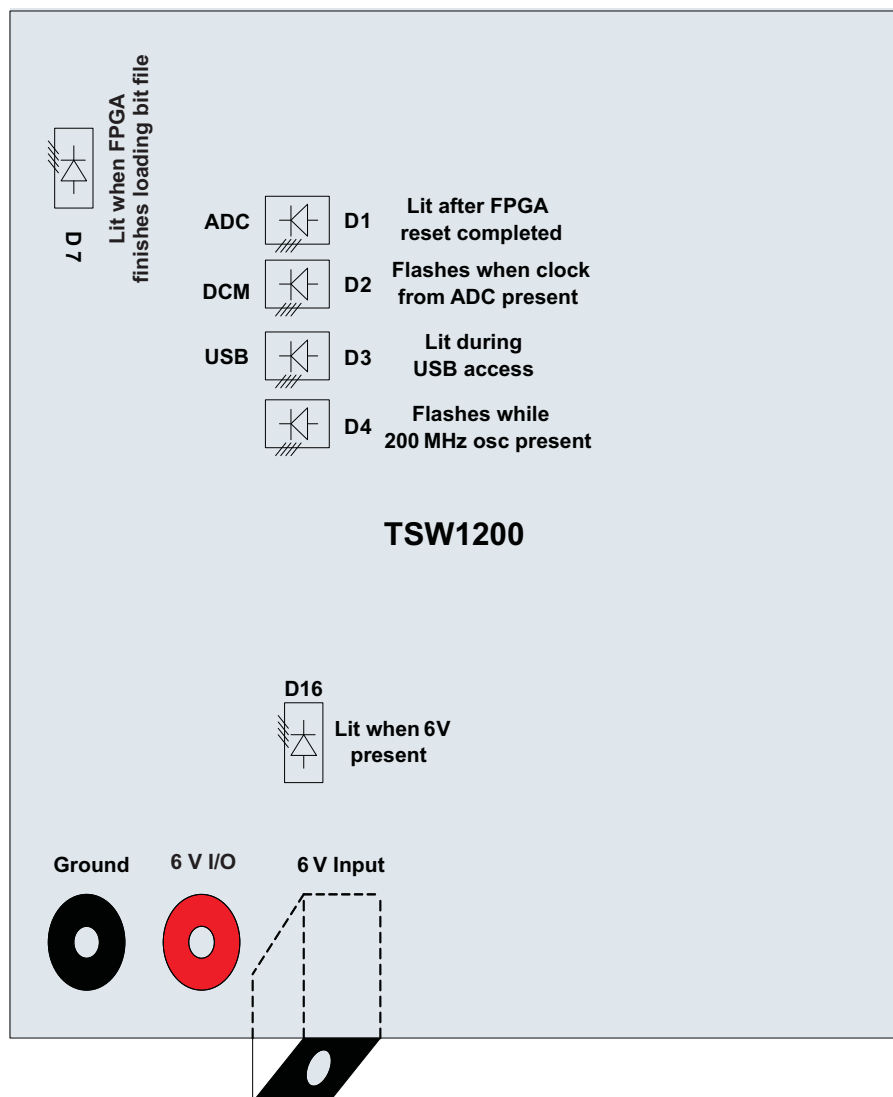 Lit when FPGA
finishes loading bit file
D7
ADC
D1
Lit after FPGA
reset completed
DCM
D2
Flashes when clock
from ADC present
USB
D3
Lit during
USB access
D4
Flashes while
200 MHz osc present
TSW1200
D16
Lit when 6V
present
Ground
6 V I/O
6 V Input